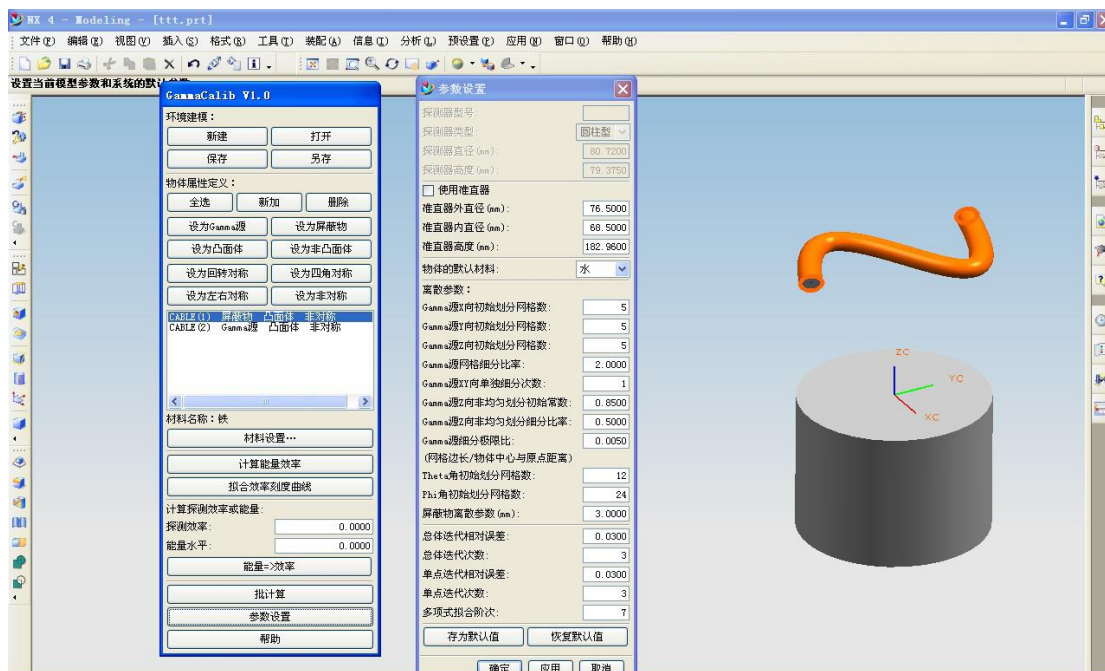 NX 4 - Modeling - [ttt.prt]
文件(F) 编辑(E) 视图(V) 插入(S) 格式(R) 工具(T) 装配(A) 信息(I) 分析(L) 预设置(P) 应用(N) 窗口(O) 帮助(H)
设置当前模型参数和系统的默认参数
GammaCalib V1.0
环境建模：
新建 打开
保存 另存
物体属性定义：
全选 新加 删除
设为Gamma源 设为屏蔽物
设为凸面体 设为非凸面体
设为回转对称 设为四角对称
设为左右对称 设为非对称
CABLE(1) 屏蔽物 凸面体 非对称
CABLE(2) Gamma源 凸面体 非对称
材料名称：铁
材料设置…
计算能量效率
拟合效率刻度曲线
计算探测效率或能量：
探测效率： 0.0000
能量水平： 0.0000
能量=>效率
批计算
参数设置
帮助
参数设置
探测器型号：
探测器类型： 圆柱型
探测器直径(mm)： 80.7200
探测器高度(mm)： 79.3750
使用准直器
准直器外直径(mm)： 76.5000
准直器内直径(mm)： 68.5000
准直器高度(mm)： 182.9600
物体的默认材料： 水
离散参数：
Gamma源X向初始划分网格数： 5
Gamma源Y向初始划分网格数： 5
Gamma源Z向初始划分网格数： 5
Gamma源网格细分比率： 2.0000
Gamma源XY向单独细分次数： 1
Gamma源Z向非均匀划分初始常数： 0.8500
Gamma源Z向非均匀划分细分比率： 0.5000
Gamma源细分极限比： 0.0050
(网格边长/物体中心与原点距离)
Theta角初始划分网格数： 12
Phi角初始划分网格数： 24
屏蔽物离散参数(mm)： 3.0000
总体迭代相对误差： 0.0300
总体迭代次数： 3
单点迭代相对误差： 0.0300
单点迭代次数： 3
多项式拟合阶次： 7
存为默认值 恢复默认值
确定 应用 取消
ZC
YC
XC